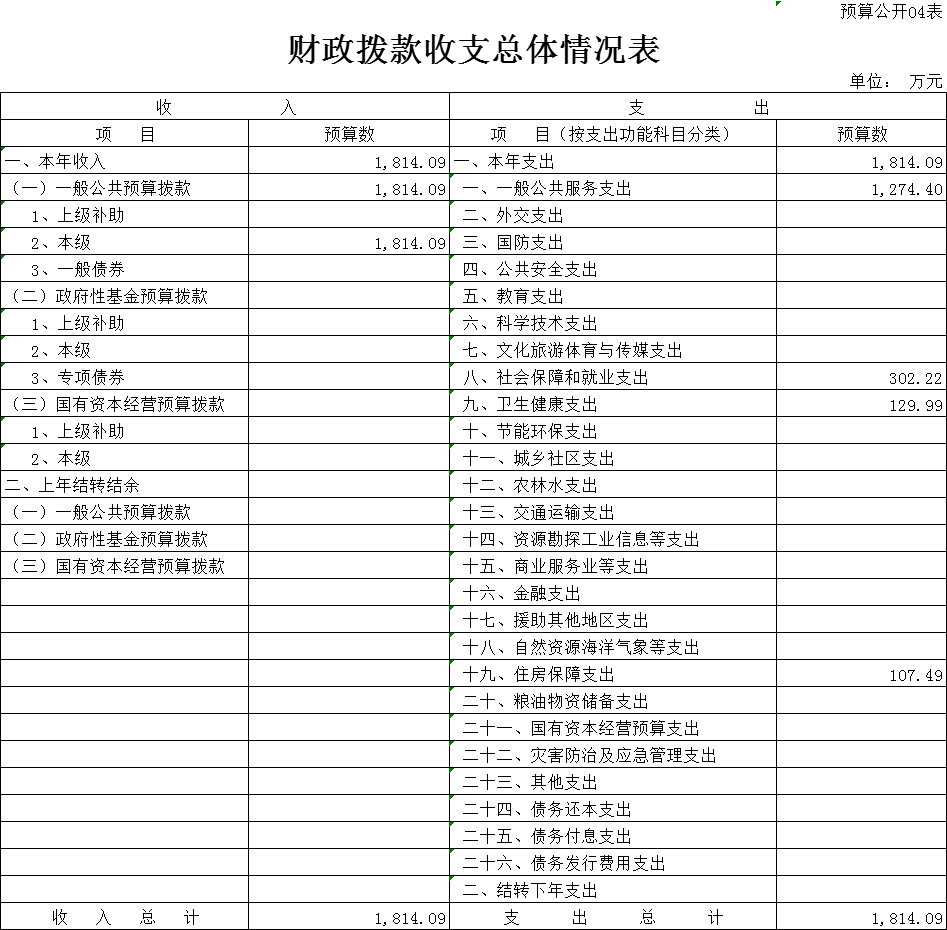 预算公开04表
财政拨款收支总体情况表
单位： 万元
收 入 支 出
项 目 预算数 项 目（按支出功能科目分类） 预算数
一、本年收入 1,814.09 一、本年支出 1,814.09
（一）一般公共预算拨款 1,814.09 一、一般公共服务支出 1,274.40
1、上级补助 二、外交支出
2、本级 1,814.09 三、国防支出
3、一般债券 四、公共安全支出
（二）政府性基金预算拨款 五、教育支出
1、上级补助 六、科学技术支出
2、本级 七、文化旅游体育与传媒支出
3、专项债券 八、社会保障和就业支出 302.22
（三）国有资本经营预算拨款 九、卫生健康支出 129.99
1、上级补助 十、节能环保支出
2、本级 十一、城乡社区支出
二、上年结转结余 十二、农林水支出
（一）一般公共预算拨款 十三、交通运输支出
（二）政府性基金预算拨款 十四、资源勘探工业信息等支出
（三）国有资本经营预算拨款 十五、商业服务业等支出
十六、金融支出
十七、援助其他地区支出
十八、自然资源海洋气象等支出
十九、住房保障支出 107.49
二十、粮油物资储备支出
二十一、国有资本经营预算支出
二十二、灾害防治及应急管理支出
二十三、其他支出
二十四、债务还本支出
二十五、债务付息支出
二十六、债务发行费用支出
二、结转下年支出
收 入 总 计 1,814.09 支 出 总 计 1,814.09